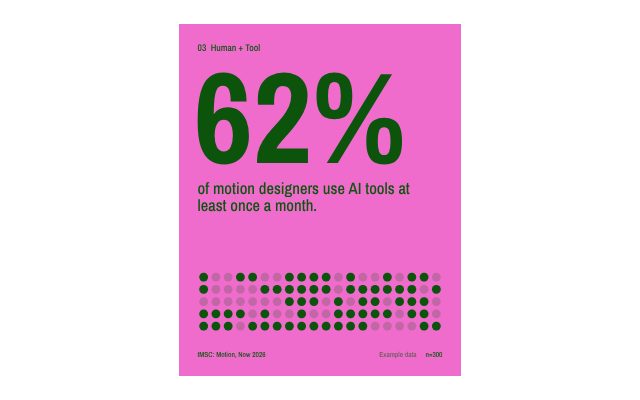 03 Human + Tool
62%
of motion designers use AI tools at
least once a month.
IMSC: Motion, Now 2026
Example data n=300